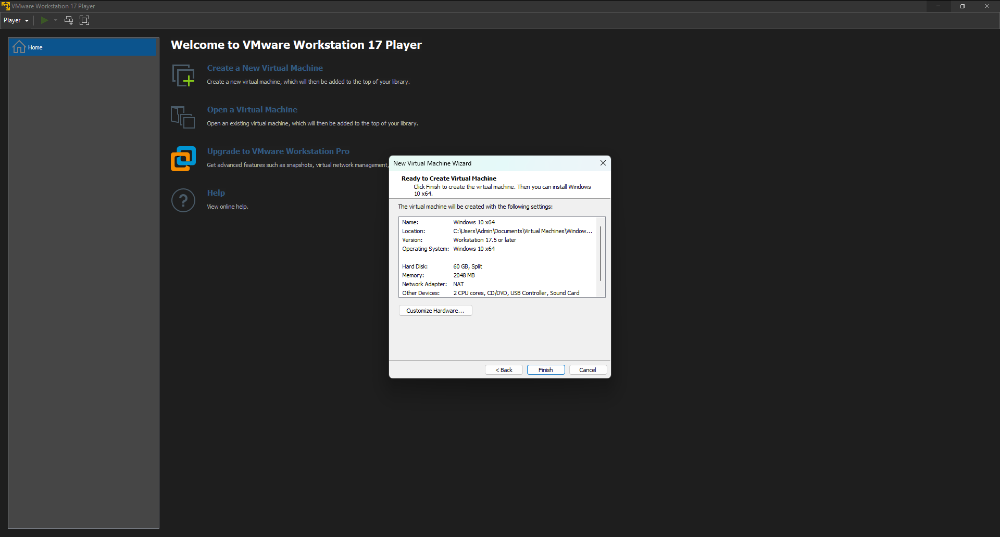 VMware Workstation 17 Player
Player
Home
Welcome to VMware Workstation 17 Player
Create a New Virtual Machine
Create a new virtual machine, which will then be added to the top of your library.
Open a Virtual Machine
Open an existing virtual machine, which will then be added to the top of your library.
Upgrade to VMware Workstation Pro
Get advanced features such as snapshots, virtual network management,
Help
View online help.
New Virtual Machine Wizard
Ready to Create Virtual Machine
Click Finish to create the virtual machine. Then you can install Windows
10 x64.
The virtual machine will be created with the following settings:
Name: Windows 10 x64
Location: C:\Users\Admin\Documents\Virtual Machines\Window...
Version: Workstation 17.5 or later
Operating System: Windows 10 x64
Hard Disk: 60 GB, Split
Memory: 2048 MB
Network Adapter: NAT
Other Devices: 2 CPU cores, CD/DVD, USB Controller, Sound Card
Customize Hardware...
< Back Finish Cancel